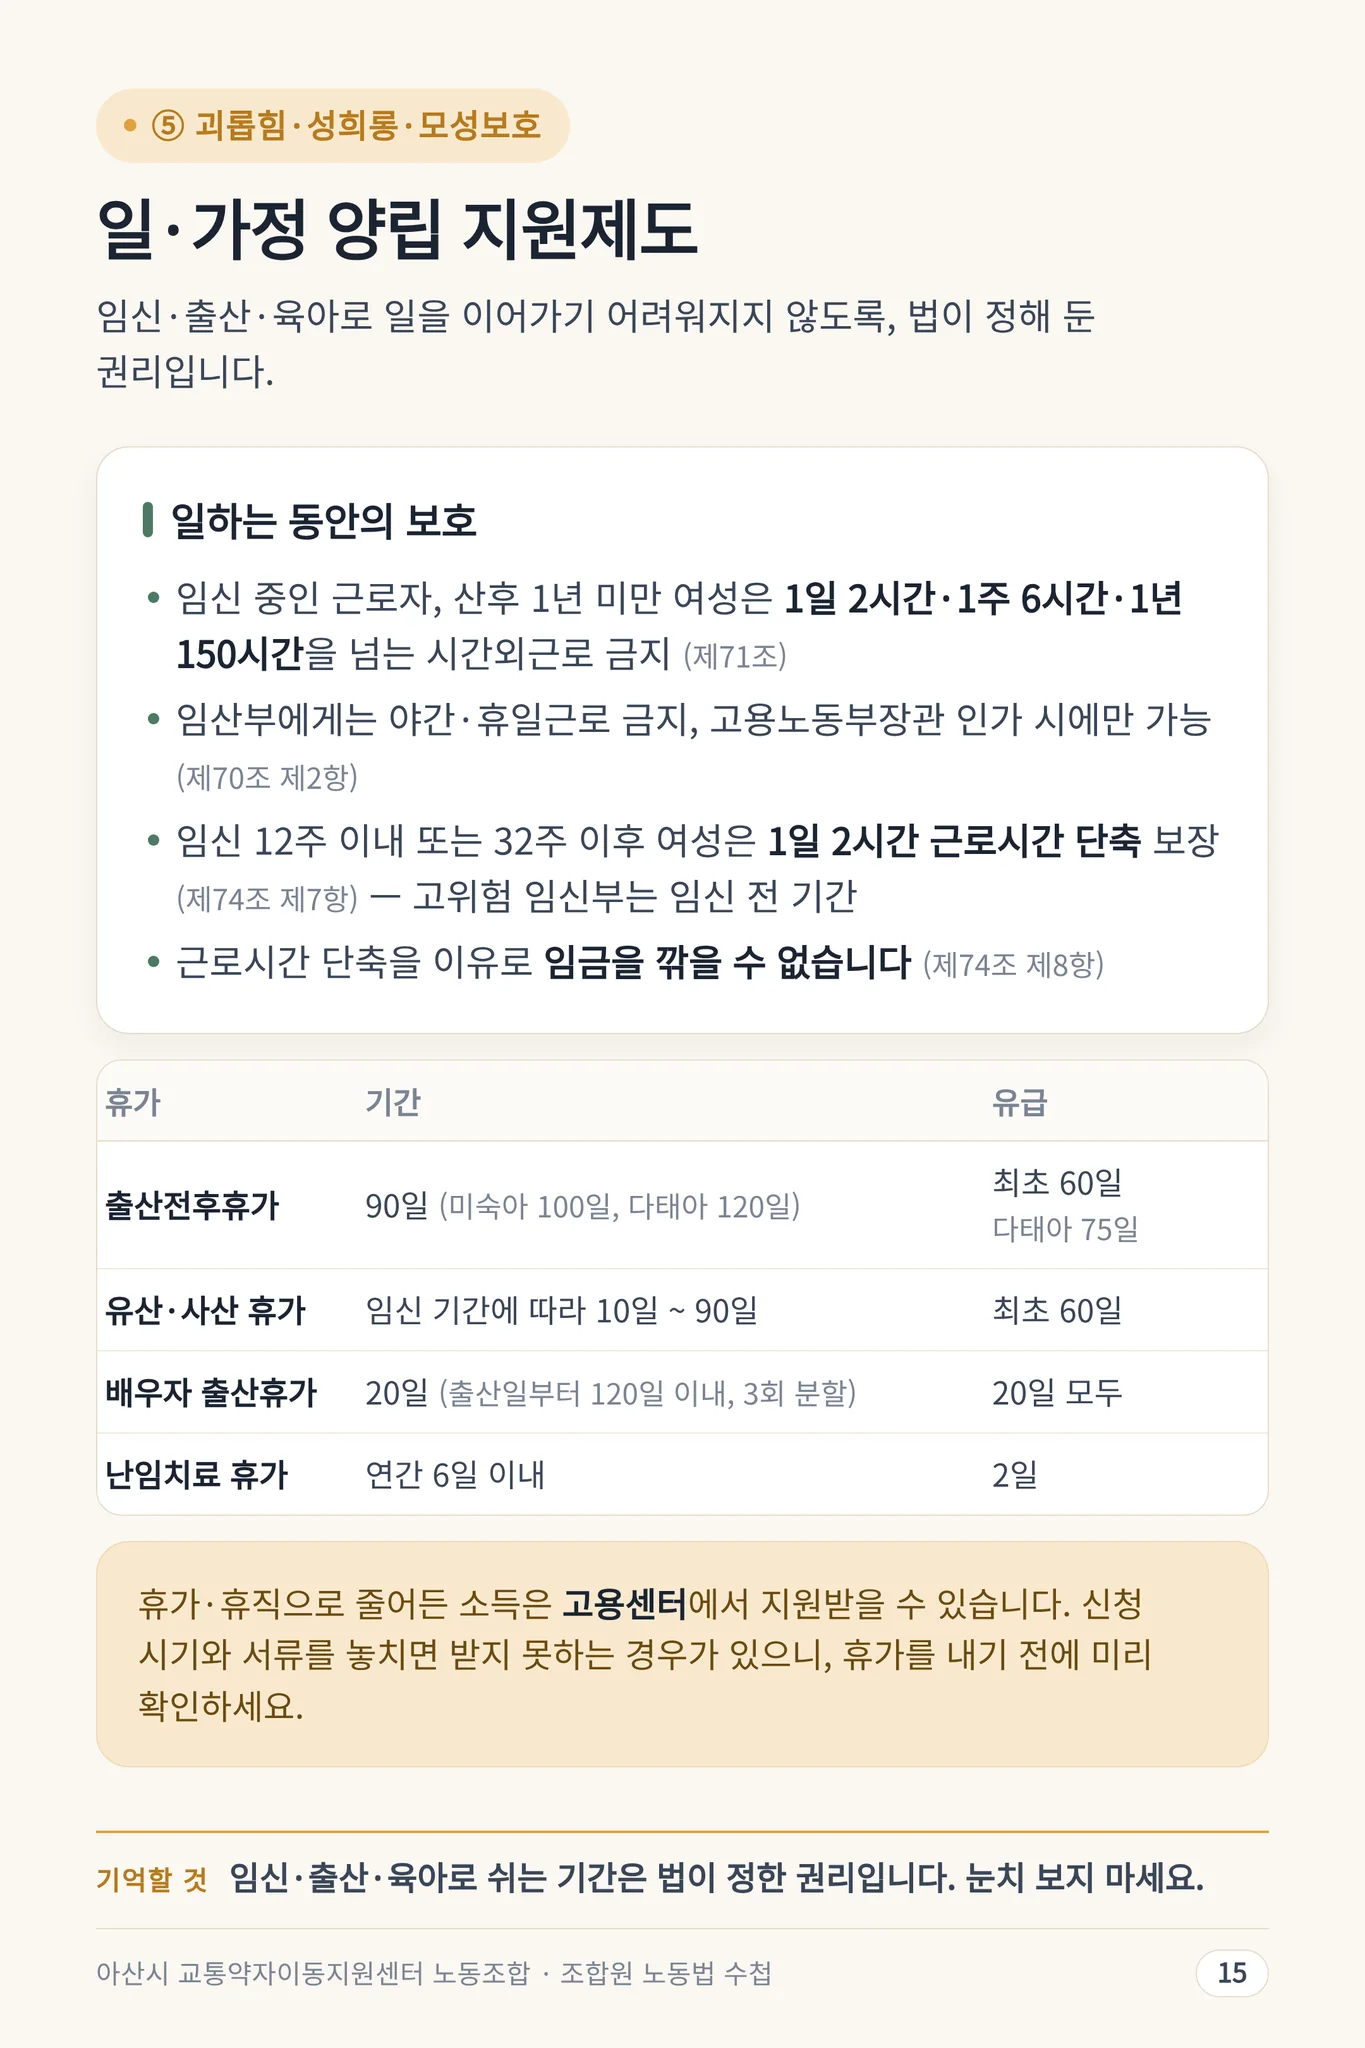 ⑤ 괴롭힘·성희롱·모성보호
일·가정 양립 지원제도
임신·출산·육아로 일을 이어가기 어려워지지 않도록, 법이 정해 둔
권리입니다.
일하는 동안의 보호
• 임신 중인 근로자, 산후 1년 미만 여성은 1일 2시간·1주 6시간·1년
150시간을 넘는 시간외근로 금지 (제71조)
• 임산부에게는 야간·휴일근로 금지, 고용노동부장관 인가 시에만 가능
(제70조 제2항)
• 임신 12주 이내 또는 32주 이후 여성은 1일 2시간 근로시간 단축 보장
(제74조 제7항) — 고위험 임신부는 임신 전 기간
• 근로시간 단축을 이유로 임금을 깎을 수 없습니다 (제74조 제8항)
휴가 기간 유급
출산전후휴가 90일 (미숙아 100일, 다태아 120일) 최초 60일
다태아 75일
유산·사산 휴가 임신 기간에 따라 10일 ~ 90일 최초 60일
배우자 출산휴가 20일 (출산일부터 120일 이내, 3회 분할) 20일 모두
난임치료 휴가 연간 6일 이내 2일
휴가·휴직으로 줄어든 소득은 고용센터에서 지원받을 수 있습니다. 신청
시기와 서류를 놓치면 받지 못하는 경우가 있으니, 휴가를 내기 전에 미리
확인하세요.
기억할 것 임신·출산·육아로 쉬는 기간은 법이 정한 권리입니다. 눈치 보지 마세요.
아산시 교통약자이동지원센터 노동조합 · 조합원 노동법 수첩 15